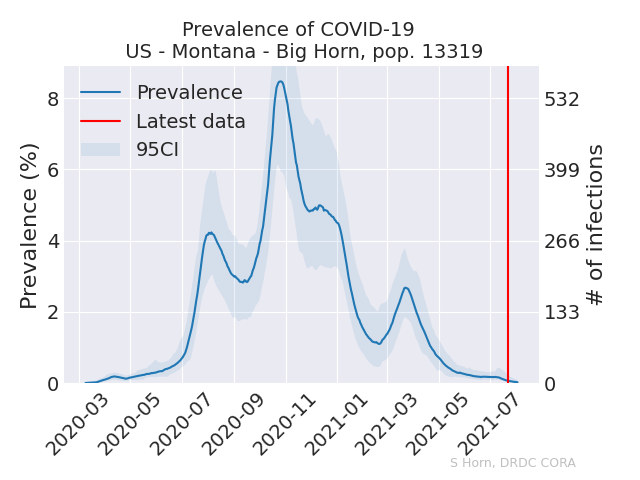 Prevalence of COVID-19
US - Montana - Big Horn, pop. 13319
Prevalence
Latest data
95CI
Prevalence (%)
8
6
4
2
0
# of infections
532
399
266
133
0
2020-03
2020-05
2020-07
2020-09
2020-11
2021-01
2021-03
2021-05
2021-07
S Horn, DRDC CORA